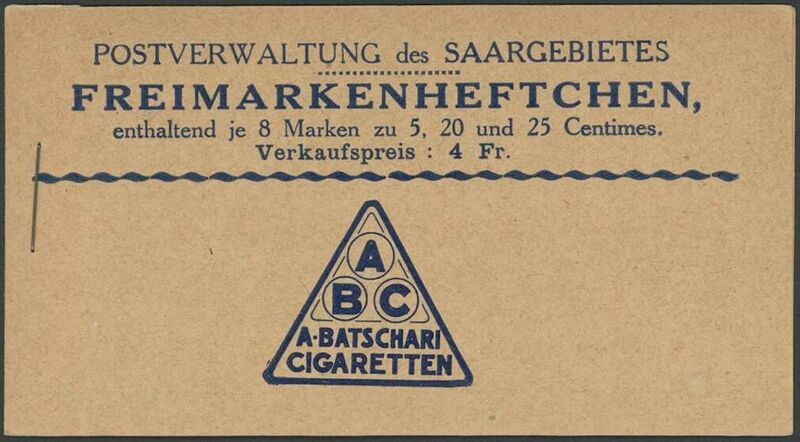 POSTVERWALTUNG des SAARGEBIETES
FREIMARKENHEFTCHEN,
enthaltend je 8 Marken zu 5, 20 und 25 Centimes.
Verkaufspreis : 4 Fr.
A
B C
A·BATSCHARI
CIGARETTEN